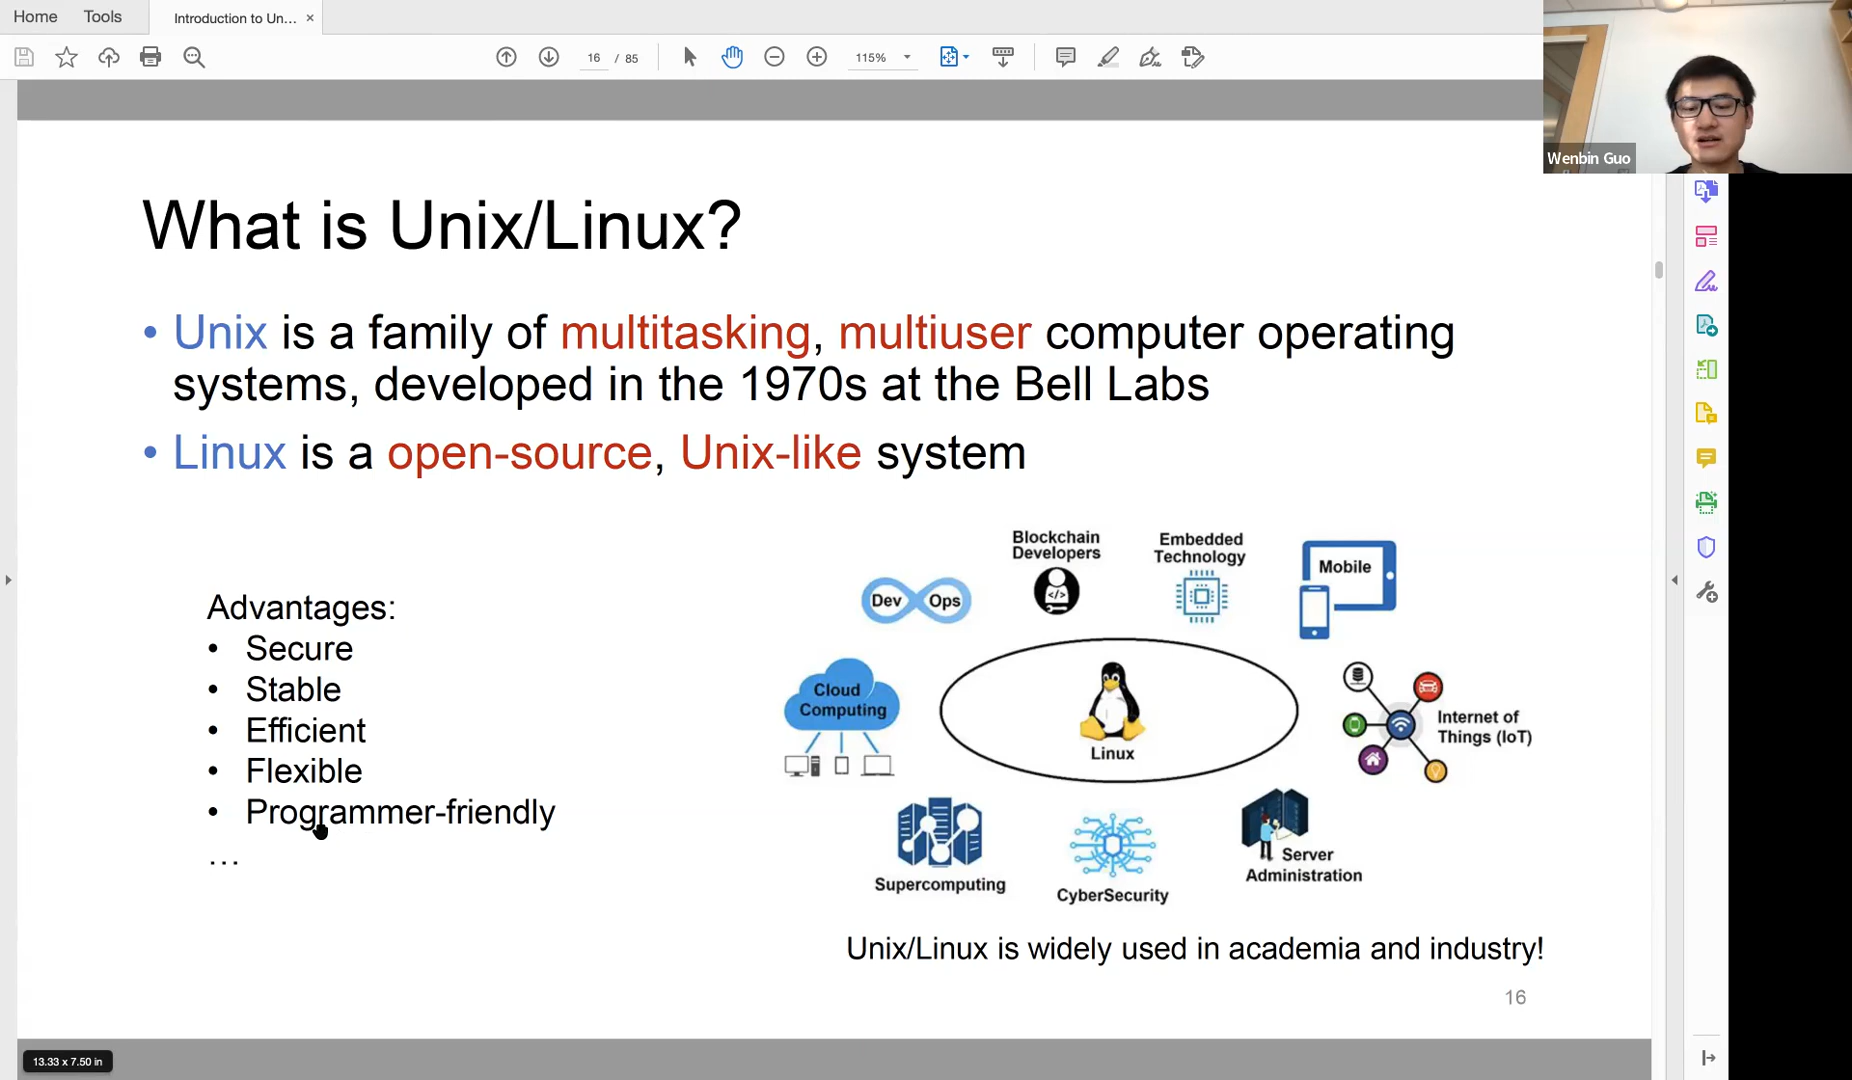 Home Tools Introduction to Un... ×
16 / 85 115%
Wenbin Guo
What is Unix/Linux?
• Unix is a family of multitasking, multiuser computer operating
systems, developed in the 1970s at the Bell Labs
• Linux is a open-source, Unix-like system
Advantages:
• Secure
• Stable
• Efficient
• Flexible
• Programmer-friendly
...
Blockchain
Developers
Embedded
Technology
Mobile
Dev Ops
Cloud
Computing
Linux
Internet of
Things (IoT)
Supercomputing
CyberSecurity
Server
Administration
Unix/Linux is widely used in academia and industry!
16
13.33 x 7.50 in